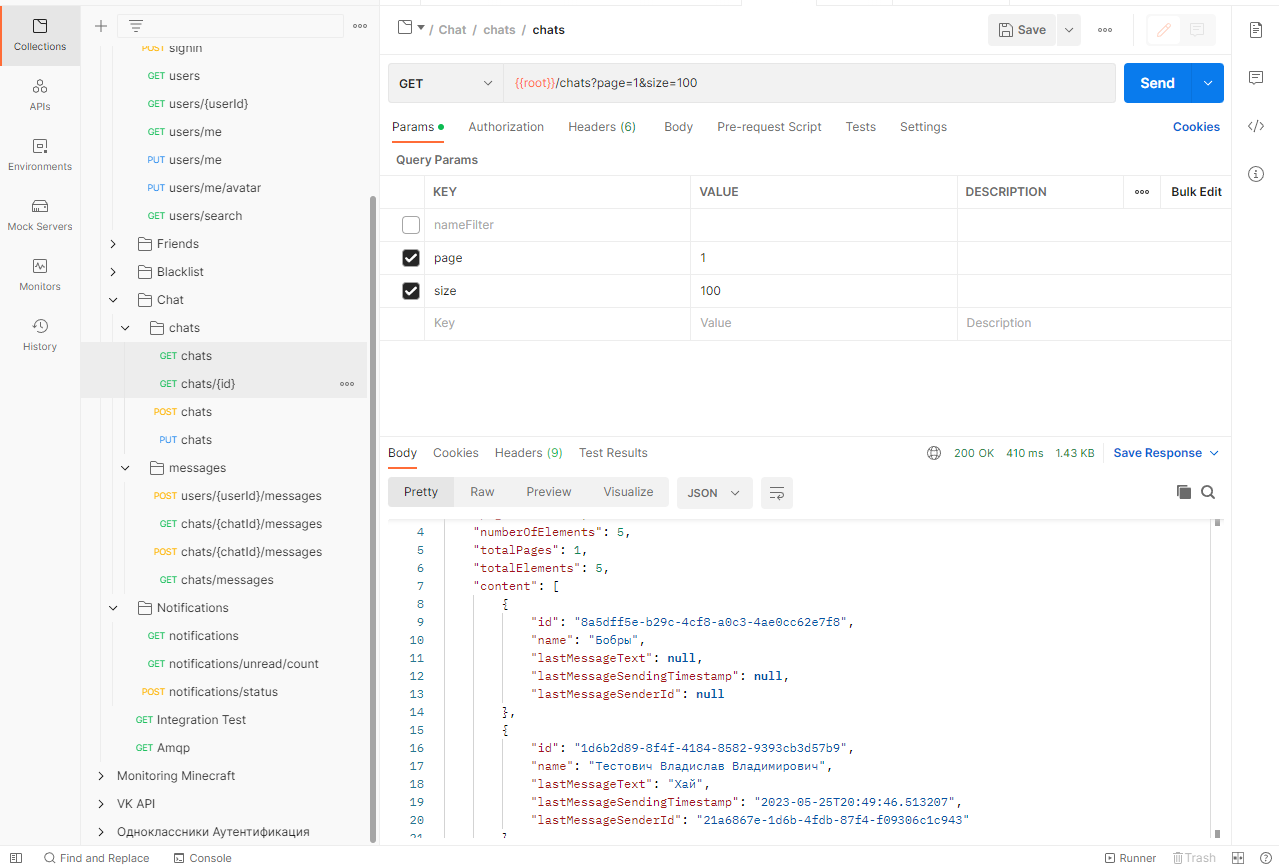 Collections
APIs
Environments
Mock Servers
Monitors
History
POST signin
GET users
GET users/{userId}
GET users/me
PUT users/me
PUT users/me/avatar
GET users/search
Friends
Blacklist
Chat
chats
GET chats
GET chats/{id}
POST chats
PUT chats
messages
POST users/{userId}/messages
GET chats/{chatId}/messages
POST chats/{chatId}/messages
GET chats/messages
Notifications
GET notifications
GET notifications/unread/count
POST notifications/status
GET Integration Test
GET Amqp
Monitoring Minecraft
VK API
Одноклассники Аутентификация
/ Chat / chats / chats
Save
GET
{{root}}/chats?page=1&size=100
Send
Params
Authorization
Headers (6)
Body
Pre-request Script
Tests
Settings
Cookies
Query Params
KEY VALUE DESCRIPTION
Bulk Edit
nameFilter
page 1
size 100
Key Value Description
Body
Cookies
Headers (9)
Test Results
200 OK 410 ms 1.43 KB
Save Response
Pretty
Raw
Preview
Visualize
JSON
4 "numberOfElements": 5,
5 "totalPages": 1,
6 "totalElements": 5,
7 "content": [
8 {
9 "id": "8a5dff5e-b29c-4cf8-a0c3-4ae0cc62e7f8",
10 "name": "Бобры",
11 "lastMessageText": null,
12 "lastMessageSendingTimestamp": null,
13 "lastMessageSenderId": null
14 },
15 {
16 "id": "1d6b2d89-8f4f-4184-8582-9393cb3d57b9",
17 "name": "Тестович Владислав Владимирович",
18 "lastMessageText": "Хай",
19 "lastMessageSendingTimestamp": "2023-05-25T20:49:46.513207",
20 "lastMessageSenderId": "21a6867e-1d6b-4fdb-87f4-f09306c1c943"
21
Find and Replace
Console
Runner
Trash